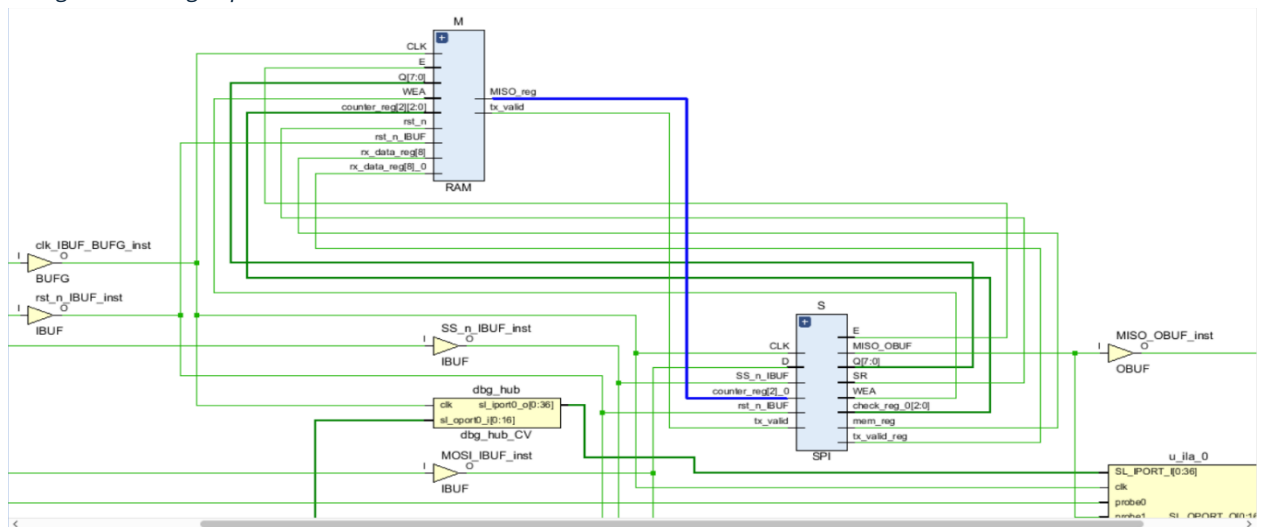 M
CLK
E
Q[7:0]
WEA
counter_reg[2][2:0]
rst_n
rst_n_IBUF
rx_data_reg[8]
rx_data_reg[8]_0
MISO_reg
tx_valid
RAM
clk_IBUF_BUFG_inst
I
O
BUFG
rst_n_IBUF_inst
I
O
IBUF
SS_n_IBUF_inst
I
O
IBUF
dbg_hub
clk
sl_iport0_o[0:36]
sl_oport0_i[0:16]
dbg_hub_CV
MOSI_IBUF_inst
I
O
IBUF
S
CLK
D
SS_n_IBUF
counter_reg[2]_0
rst_n_IBUF
tx_valid
E
MISO_OBUF
Q[7:0]
SR
WEA
check_reg_0[2:0]
mem_reg
tx_valid_reg
SPI
MISO_OBUF_inst
I
O
OBUF
u_ila_0
SL_IPORT_I[0:36]
clk
probe0
probe1